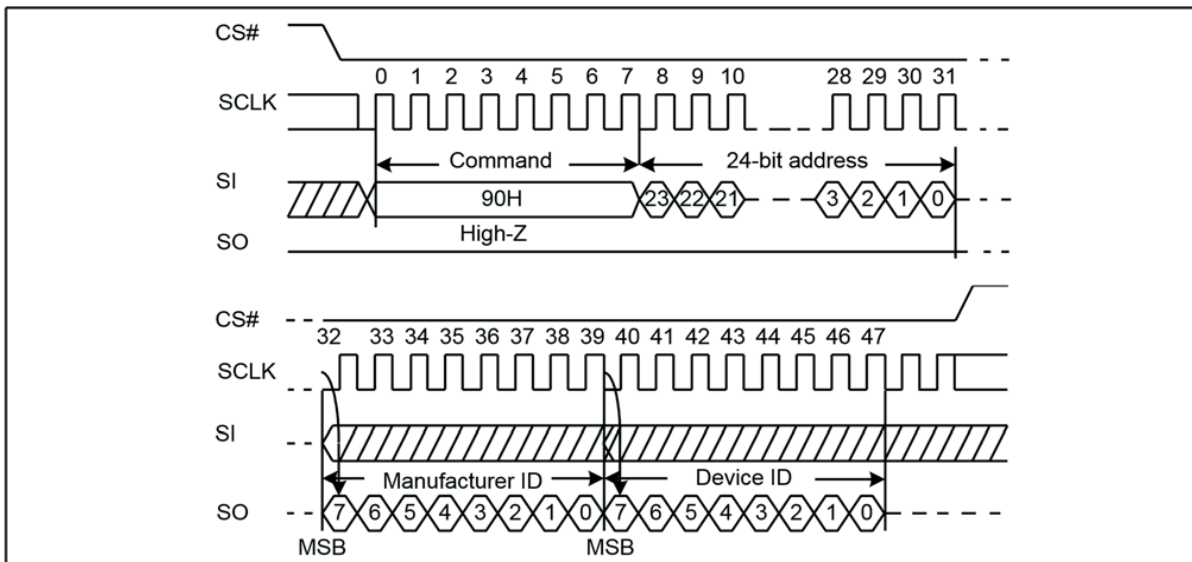 CS#
0 1 2 3 4 5 6 7 8 9 10 28 29 30 31
SCLK
Command 24-bit address
SI
90H 23 22 21 3 2 1 0
High-Z
SO
CS#
32 33 34 35 36 37 38 39 40 41 42 43 44 45 46 47
SCLK
SI
Manufacturer ID Device ID
SO 7 6 5 4 3 2 1 0 7 6 5 4 3 2 1 0
MSB MSB